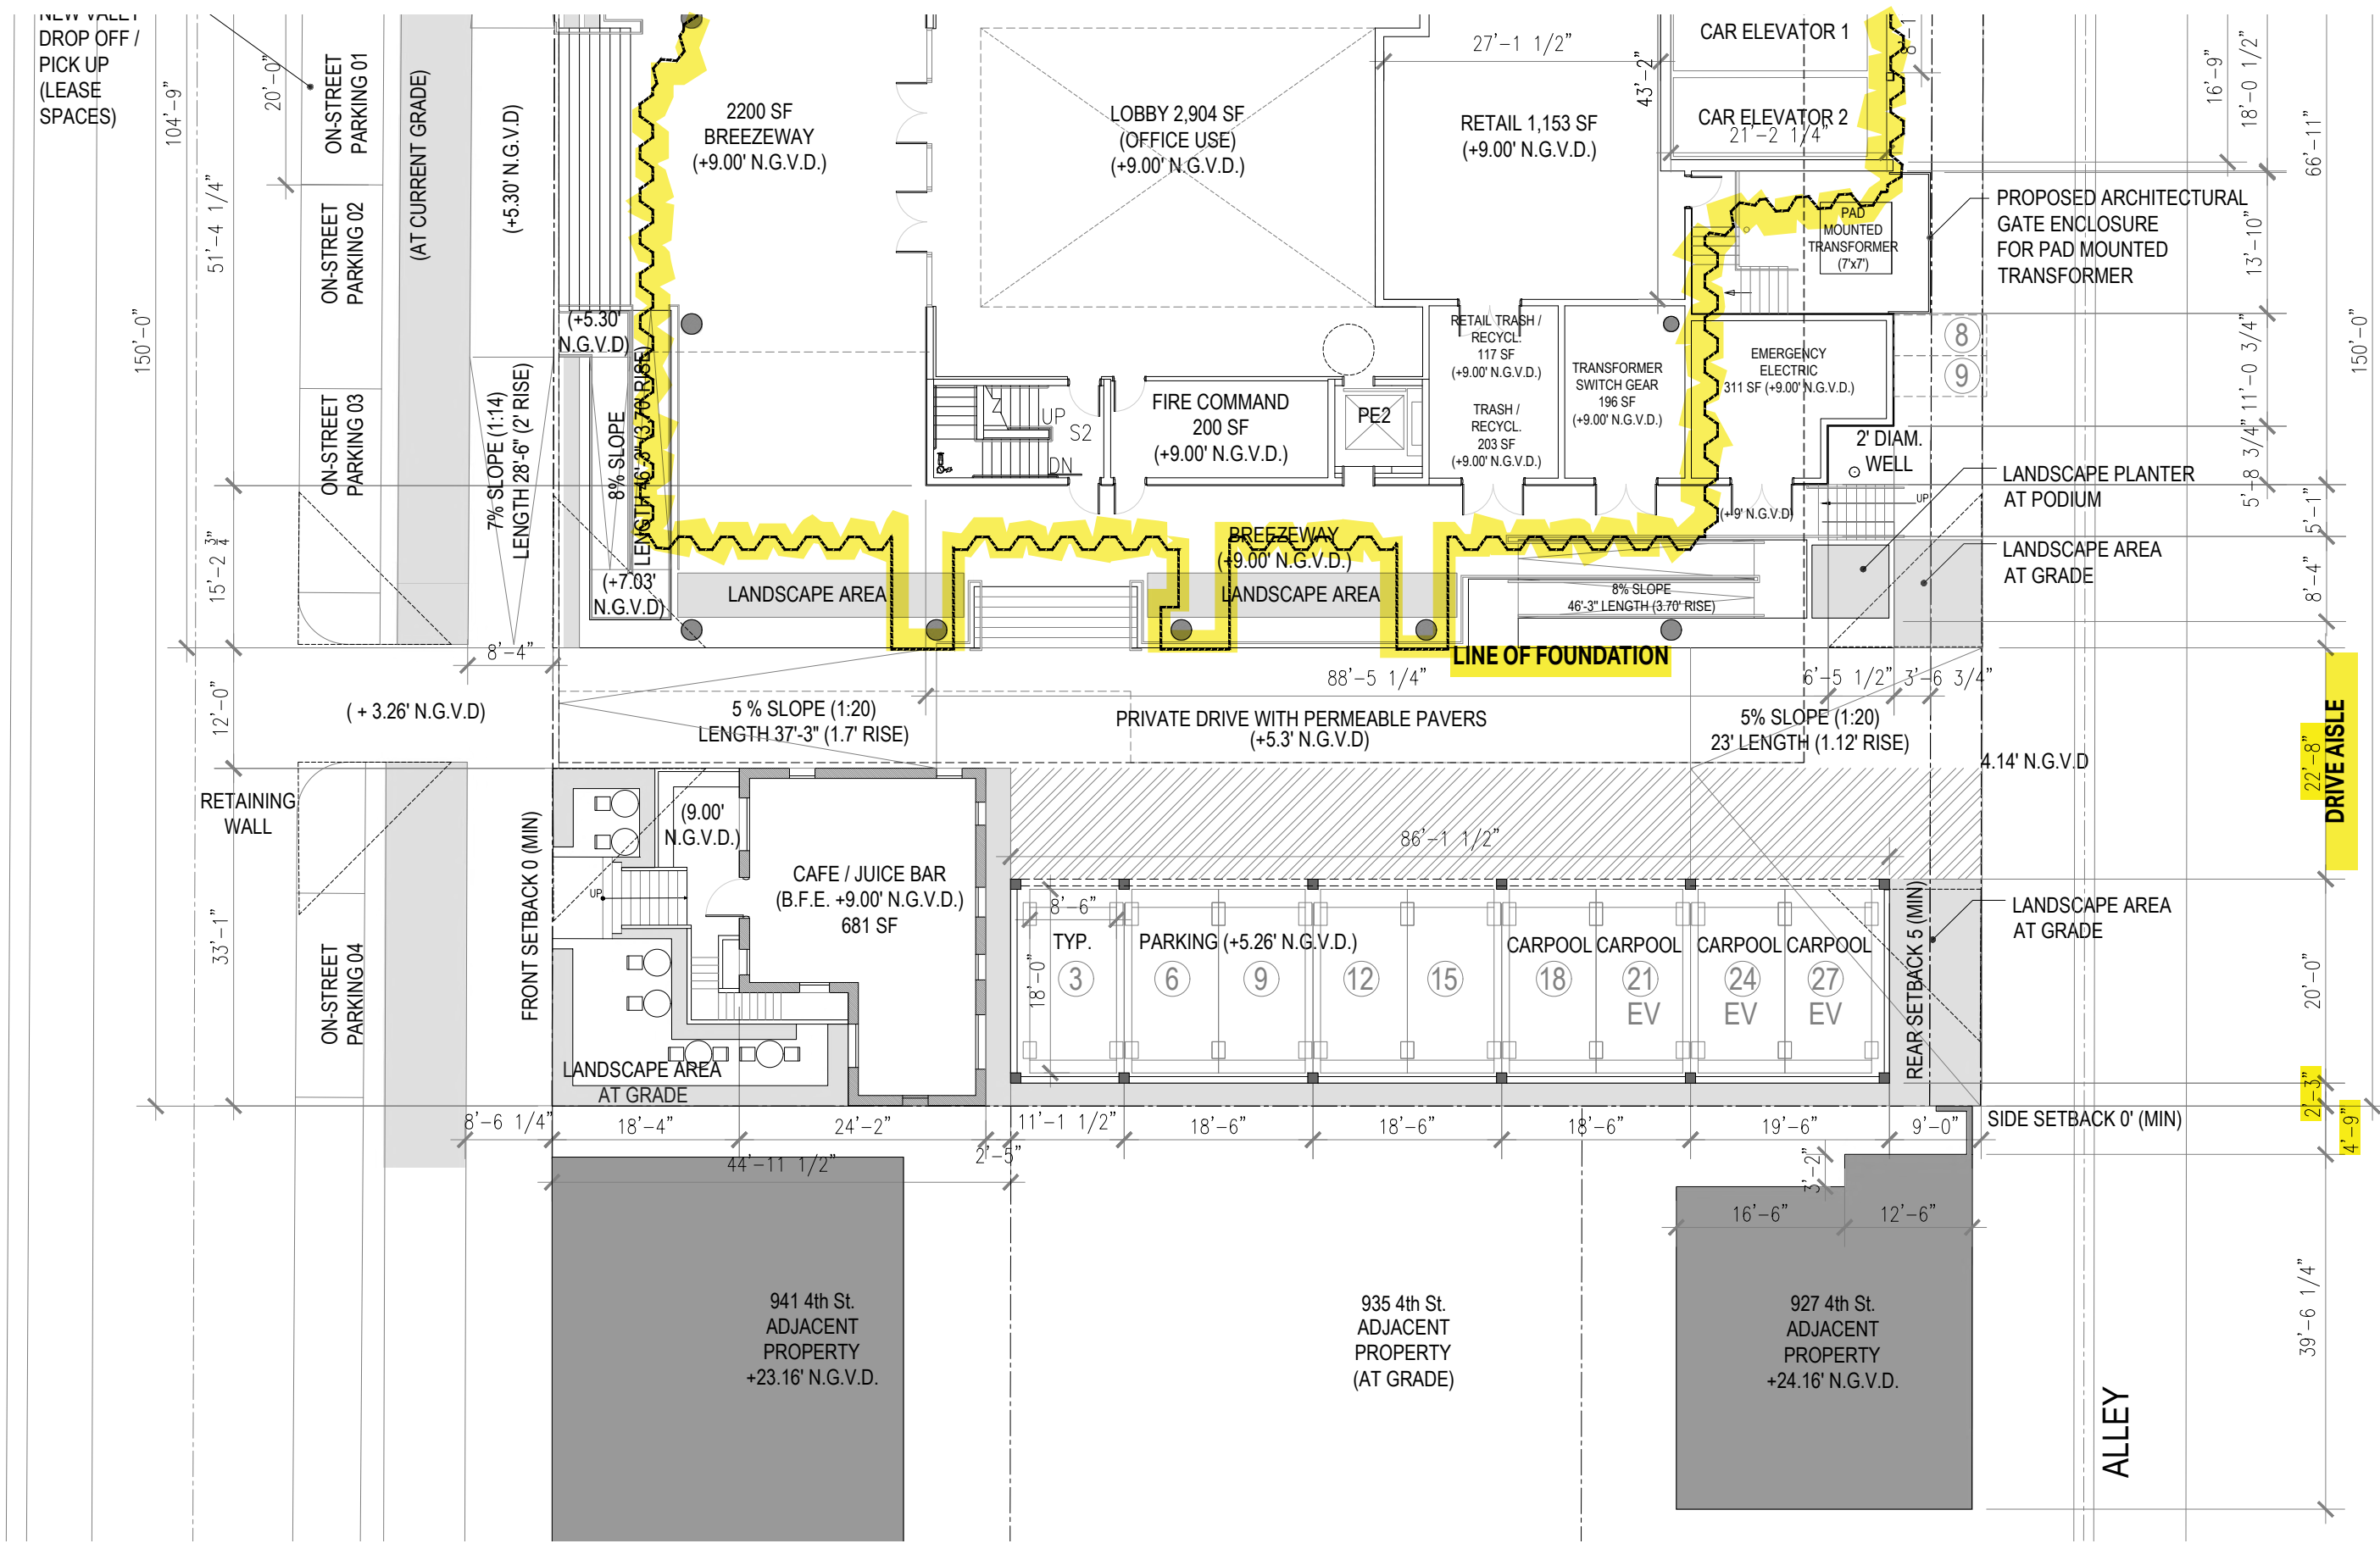 NEW VALET
DROP OFF /
PICK UP
(LEASE
SPACES)
104'-9"
20'-0"
ON-STREET
PARKING 01
(AT CURRENT GRADE)
(+5.30' N.G.V.D)
2200 SF
BREEZEWAY
(+9.00' N.G.V.D.)
LOBBY 2,904 SF
(OFFICE USE)
(+9.00' N.G.V.D.)
27'-1 1/2"
43'-2"
RETAIL 1,153 SF
(+9.00' N.G.V.D.)
CAR ELEVATOR 1
CAR ELEVATOR 2
21'-2 1/4"
16'-9"
18'-0 1/2"
66'-11"
51'-4 1/4"
ON-STREET
PARKING 02
PAD
MOUNTED
TRANSFORMER
(7'x7')
PROPOSED ARCHITECTURAL
GATE ENCLOSURE
FOR PAD MOUNTED
TRANSFORMER
13'-10"
150'-0"
(+5.30'
N.G.V.D)
RETAIL TRASH /
RECYCL.
117 SF
(+9.00' N.G.V.D.)
TRASH /
RECYCL.
203 SF
(+9.00' N.G.V.D.)
TRANSFORMER
SWITCH GEAR
196 SF
(+9.00' N.G.V.D.)
EMERGENCY
ELECTRIC
311 SF (+9.00' N.G.V.D.)
8
9
11'-0 3/4"
150'-0"
ON-STREET
PARKING 03
7% SLOPE (1:14)
LENGTH 28'-6" (2' RISE)
8% SLOPE
LENGTH 46'-3" (3.70' RISE)
UP
S2
DN
FIRE COMMAND
200 SF
(+9.00' N.G.V.D.)
PE2
2' DIAM.
WELL
UP
(+9' N.G.V.D)
LANDSCAPE PLANTER
AT PODIUM
5'-8 3/4"
5'-1"
15'-2 3/4"
BREEZEWAY
(+9.00' N.G.V.D.)
LANDSCAPE AREA
AT GRADE
(+7.03'
N.G.V.D)
LANDSCAPE AREA
LANDSCAPE AREA
8% SLOPE
46'-3" LENGTH (3.70' RISE)
8'-4"
8'-4"
LINE OF FOUNDATION
88'-5 1/4"
6'-5 1/2"
3'-6 3/4"
12'-0"
( + 3.26' N.G.V.D)
5 % SLOPE (1:20)
LENGTH 37'-3" (1.7' RISE)
PRIVATE DRIVE WITH PERMEABLE PAVERS
(+5.3' N.G.V.D)
5% SLOPE (1:20)
23' LENGTH (1.12' RISE)
4.14' N.G.V.D
22'-8"
DRIVE AISLE
RETAINING
WALL
FRONT SETBACK 0 (MIN)
(9.00'
N.G.V.D.)
UP
CAFE / JUICE BAR
(B.F.E. +9.00' N.G.V.D.)
681 SF
86'-1 1/2"
33'-1"
ON-STREET
PARKING 04
8'-6"
TYP.
18'-0"
PARKING (+5.26' N.G.V.D.)
CARPOOL CARPOOL CARPOOL CARPOOL
3 6 9 12 15 18 21 24 27
EV EV EV
REAR SETBACK 5 (MIN)
LANDSCAPE AREA
AT GRADE
20'-0"
2'-3"
LANDSCAPE AREA
AT GRADE
SIDE SETBACK 0' (MIN)
4'-9"
8'-6 1/4"
18'-4"
24'-2"
11'-1 1/2"
18'-6"
18'-6"
18'-6"
19'-6"
9'-0"
44'-11 1/2"
2'-5"
3'-2"
16'-6"
12'-6"
941 4th St.
ADJACENT
PROPERTY
+23.16' N.G.V.D.
935 4th St.
ADJACENT
PROPERTY
(AT GRADE)
927 4th St.
ADJACENT
PROPERTY
+24.16' N.G.V.D.
39'-6 1/4"
ALLEY